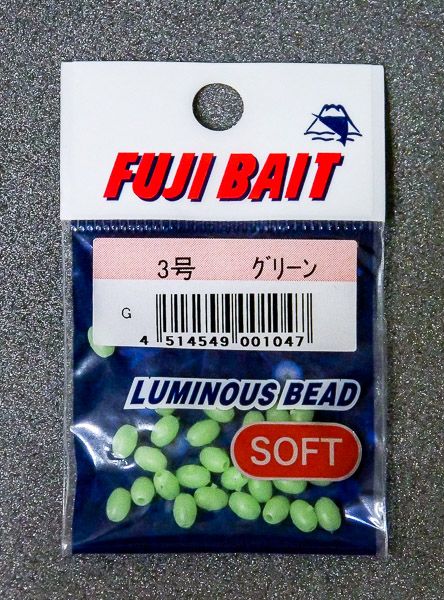 FUJI BAIT
3号 グリーン
G
4 514549 001047
LUMINOUS BEAD
SOFT